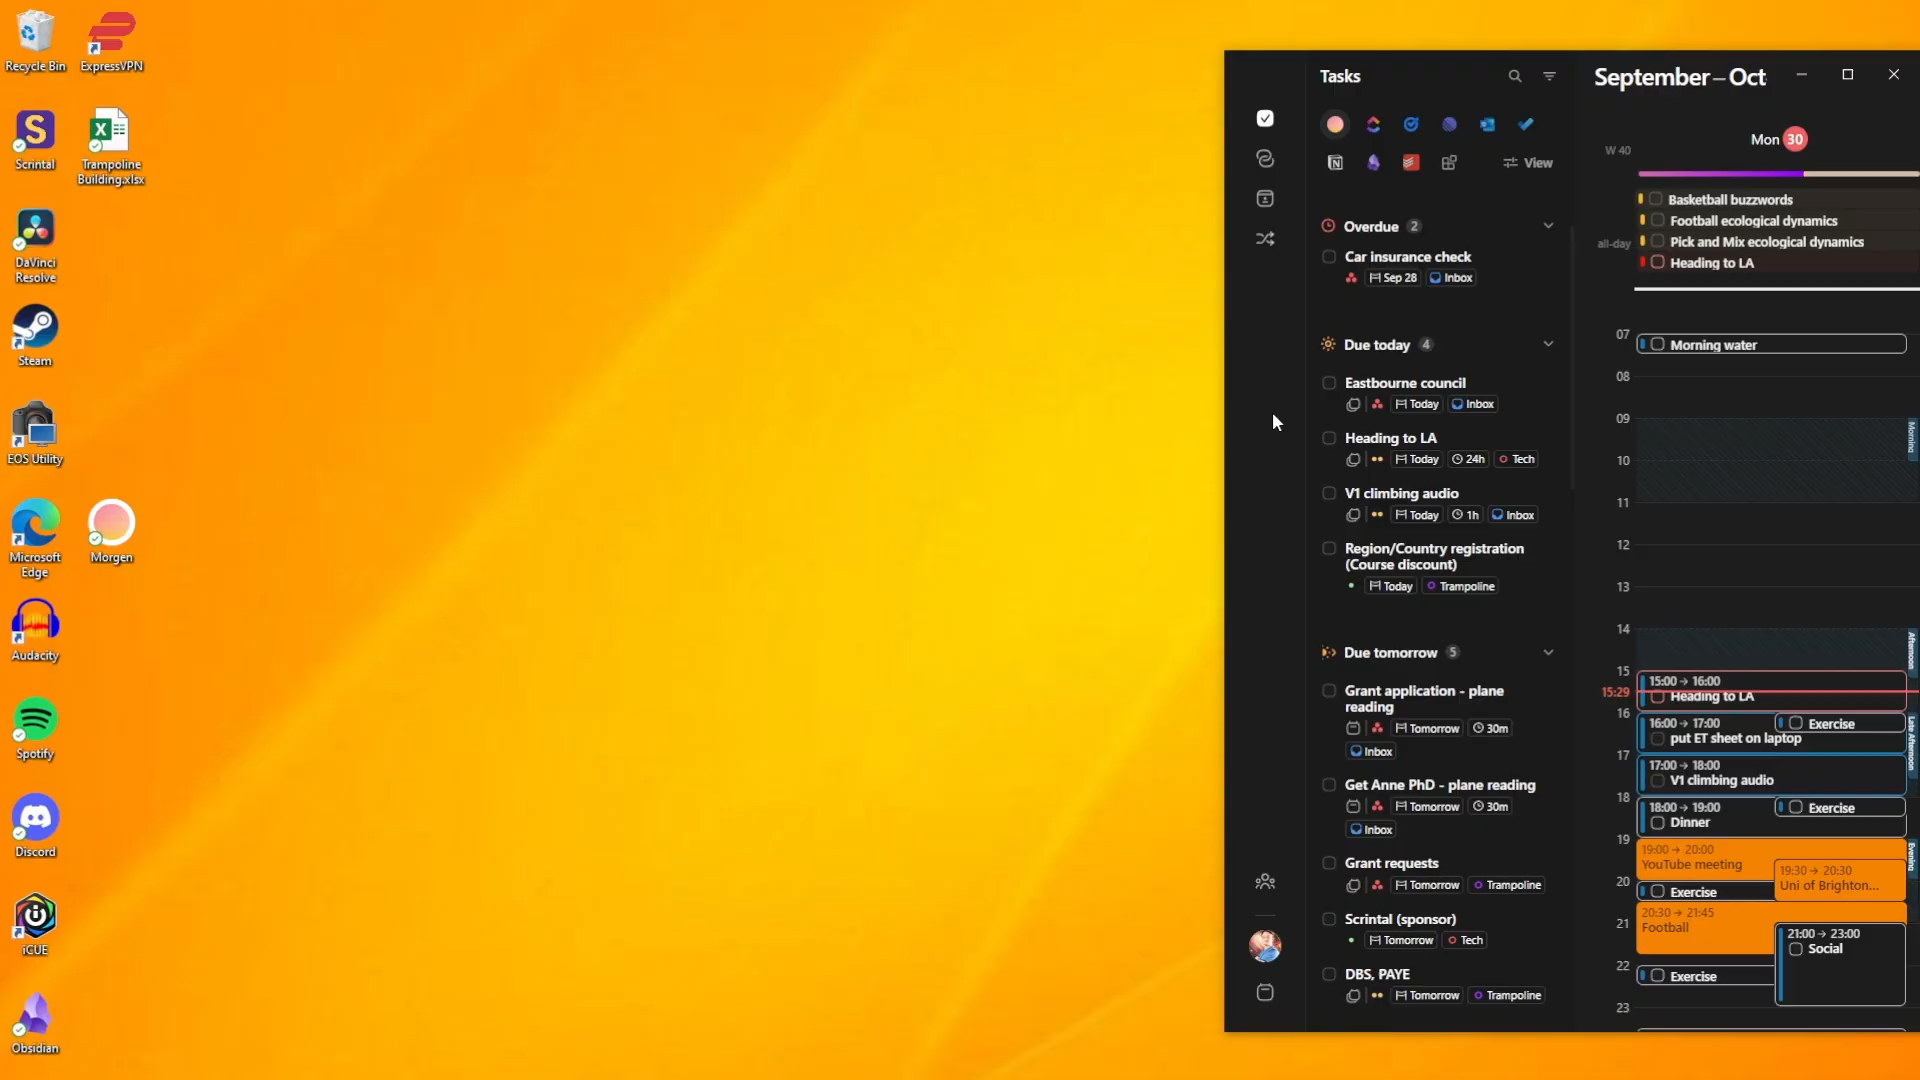 Recycle Bin
ExpressVPN
Scrintal
Trampoline
Building.xlsx
DaVinci
Resolve
Steam
EOS Utility
Microsoft
Edge
Morgen
Audacity
Spotify
Discord
iCUE
Obsidian
Tasks
View
Overdue 2
Car insurance check
Sep 28 Inbox
Due today 4
Eastbourne council
Today Inbox
Heading to LA
Today 24h Tech
V1 climbing audio
Today 1h Inbox
Region/Country registration
(Course discount)
Today Trampoline
Due tomorrow 5
Grant application - plane
reading
Tomorrow 30m
Inbox
Get Anne PhD - plane reading
Tomorrow 30m
Inbox
Grant requests
Tomorrow Trampoline
Scrintal (sponsor)
Tomorrow Tech
DBS, PAYE
Tomorrow Trampoline
September – Oct
Mon 30
W 40
Basketball buzzwords
Football ecological dynamics
Pick and Mix ecological dynamics
all-day
Heading to LA
07
Morning water
08
09
Morning
10
11
12
13
14
Afternoon
15
15:00 → 16:00
15:29
Heading to LA
16
16:00 → 17:00
Exercise
put ET sheet on laptop
Late Afternoon
17
17:00 → 18:00
V1 climbing audio
18
18:00 → 19:00
Exercise
Dinner
19
19:00 → 20:00
YouTube meeting
Evening
19:30 → 20:30
Uni of Brighton...
20
Exercise
20:30 → 21:45
Football
21
21:00 → 23:00
Social
22
Exercise
23